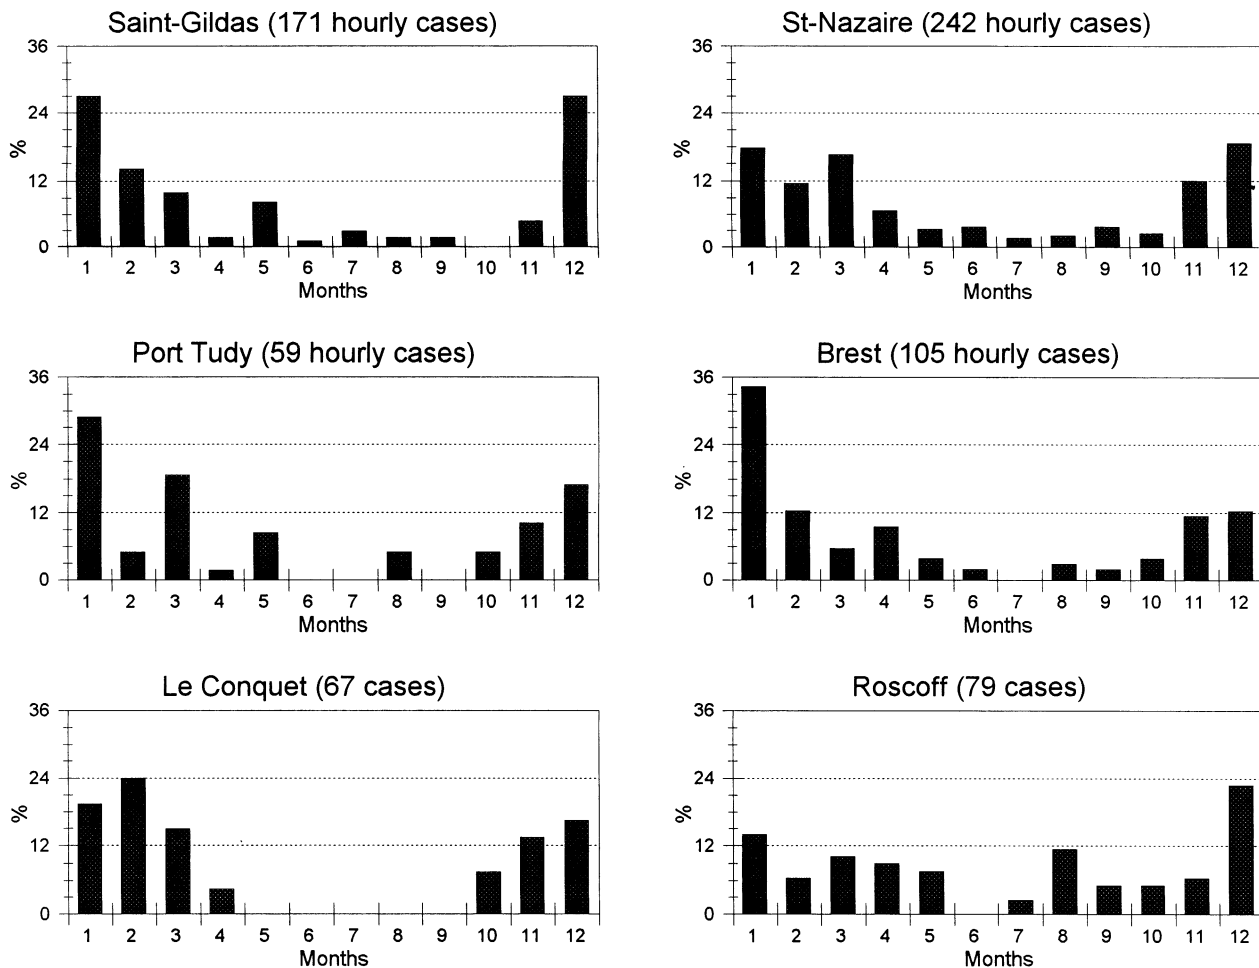 Saint-Gildas (171 hourly cases)
36
24
12
0
%
1 2 3 4 5 6 7 8 9 10 11 12
Months
St-Nazaire (242 hourly cases)
36
24
12
0
%
1 2 3 4 5 6 7 8 9 10 11 12
Months
Port Tudy (59 hourly cases)
36
24
12
0
%
1 2 3 4 5 6 7 8 9 10 11 12
Months
Brest (105 hourly cases)
36
24
12
0
%
1 2 3 4 5 6 7 8 9 10 11 12
Months
Le Conquet (67 cases)
36
24
12
0
%
1 2 3 4 5 6 7 8 9 10 11 12
Months
Roscoff (79 cases)
36
24
12
0
%
1 2 3 4 5 6 7 8 9 10 11 12
Months